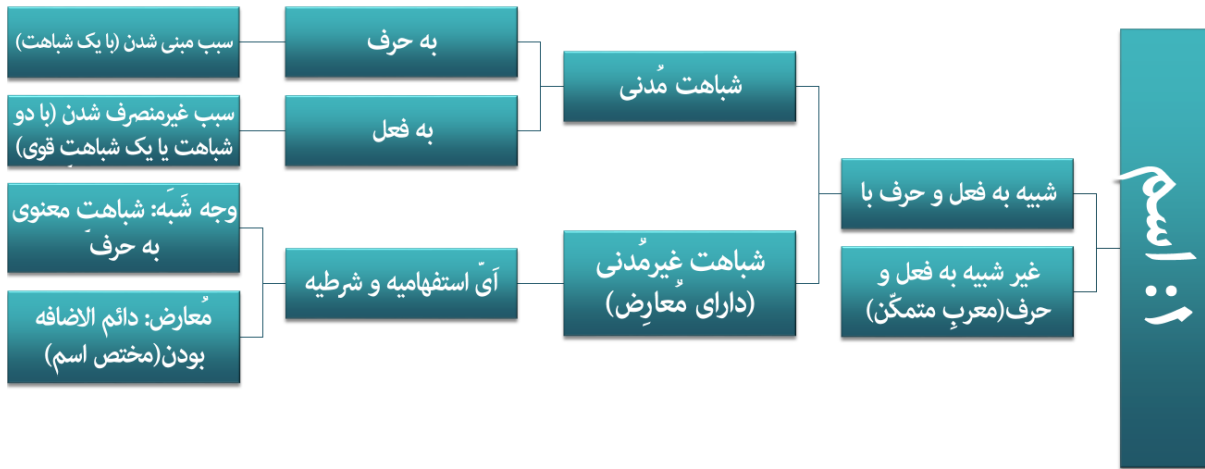 ۱: اسم
شبیه به فعل و حرف با
شباهت مُدنی
به حرف
سبب مبنی شدن (با یک شباهت)
به فعل
سبب غیرمنصرف شدن (با دو
شباهت یا یک شباهتِ قوی)
شباهت غیرمُدنی
(دارای مُعارِض)
اَیّ استفهامیه و شرطیه
وجه شَبَه: شباهتِ معنوی
به حرف
مُعارض: دائم الاضافه
بودن(مختص اسم)
غیر شبیه به فعل و
حرف(معربِ متمکّن)